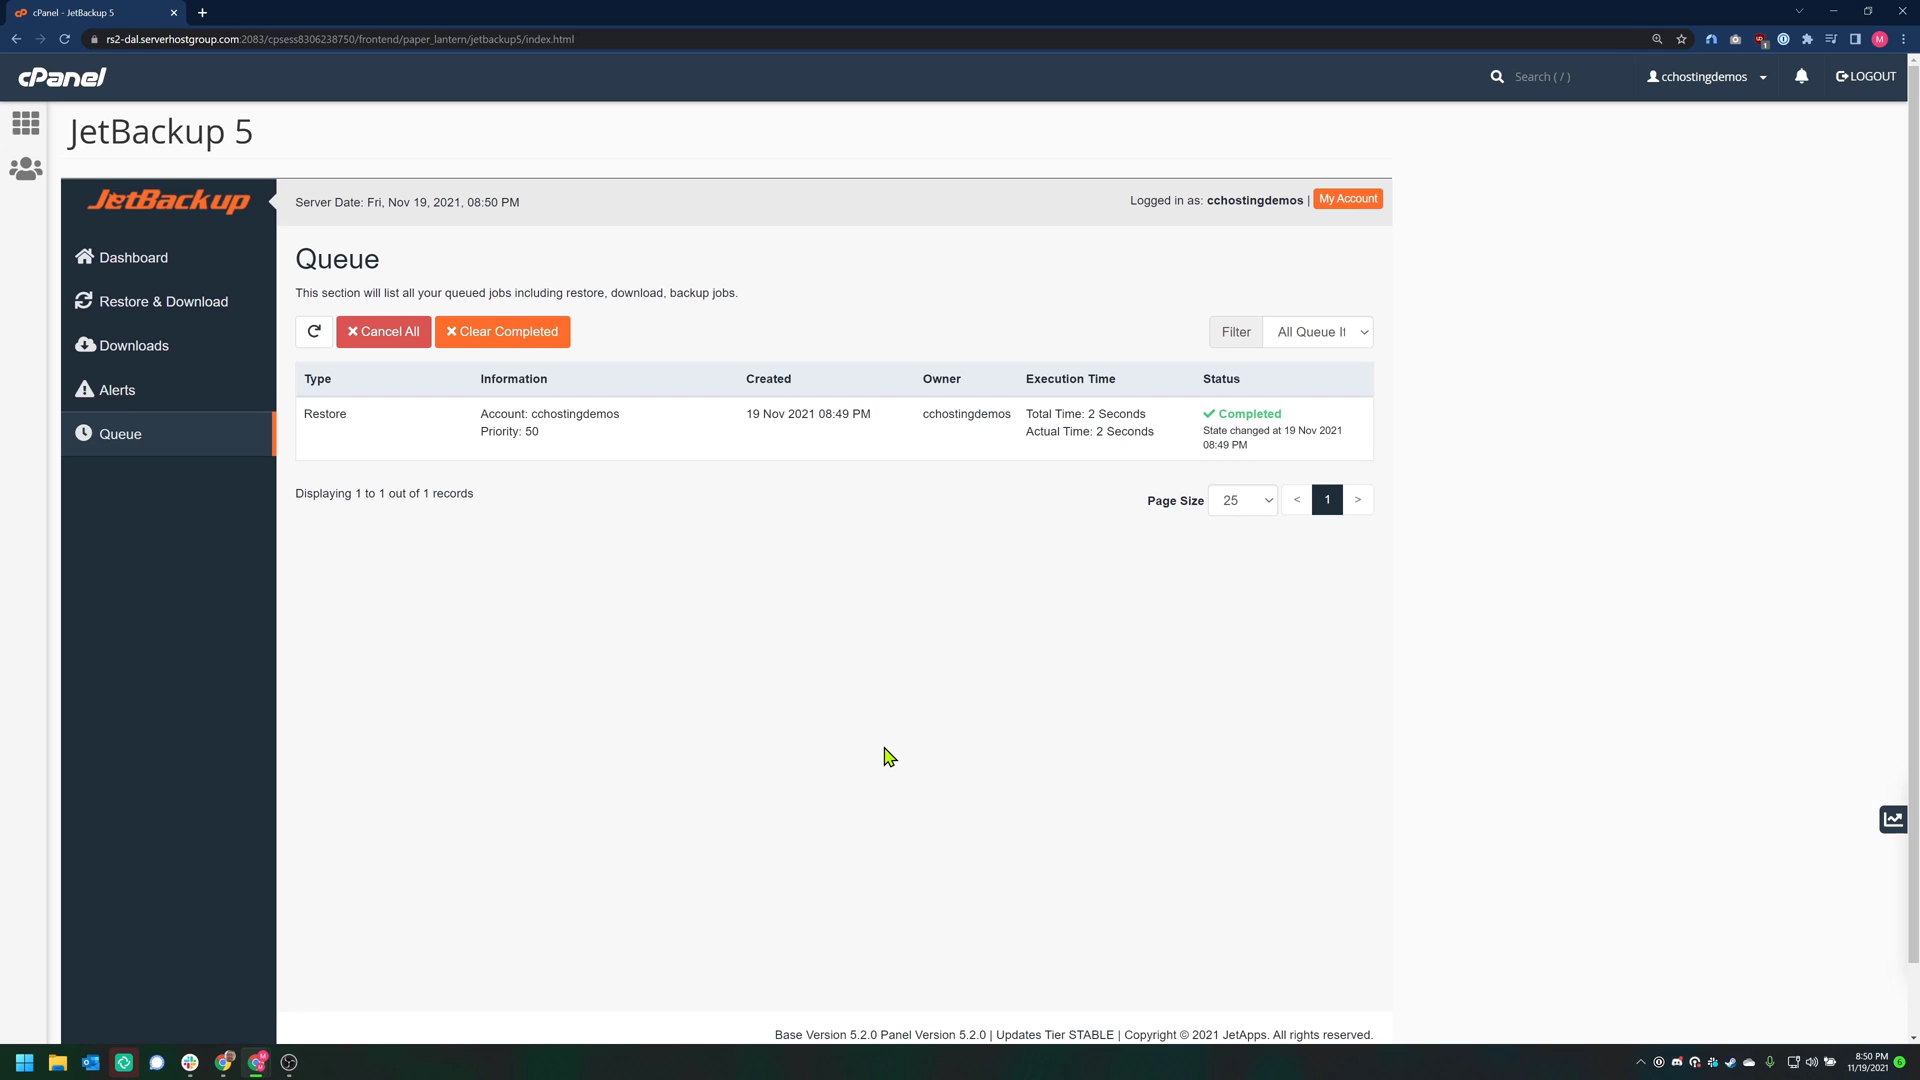 cPanel - JetBackup 5
rs2-dal.serverhostgroup.com:2083/cpsess8306238750/frontend/paper_lantern/jetbackup5/index.html
cPanel
Search ( / )
cchostingdemos
LOGOUT
JetBackup 5
JetBackup
Server Date: Fri, Nov 19, 2021, 08:50 PM
Logged in as: cchostingdemos | My Account
Dashboard
Restore & Download
Downloads
Alerts
Queue
Queue
This section will list all your queued jobs including restore, download, backup jobs.
Cancel All
Clear Completed
Filter
All Queue It
Type Information Created Owner Execution Time Status
Restore Account: cchostingdemos 19 Nov 2021 08:49 PM cchostingdemos Total Time: 2 Seconds Completed
Priority: 50 Actual Time: 2 Seconds State changed at 19 Nov 2021
08:49 PM
Displaying 1 to 1 out of 1 records
Page Size 25 < 1 >
Base Version 5.2.0 Panel Version 5.2.0 | Updates Tier STABLE | Copyright © 2021 JetApps. All rights reserved.
8:50 PM
11/19/2021
6